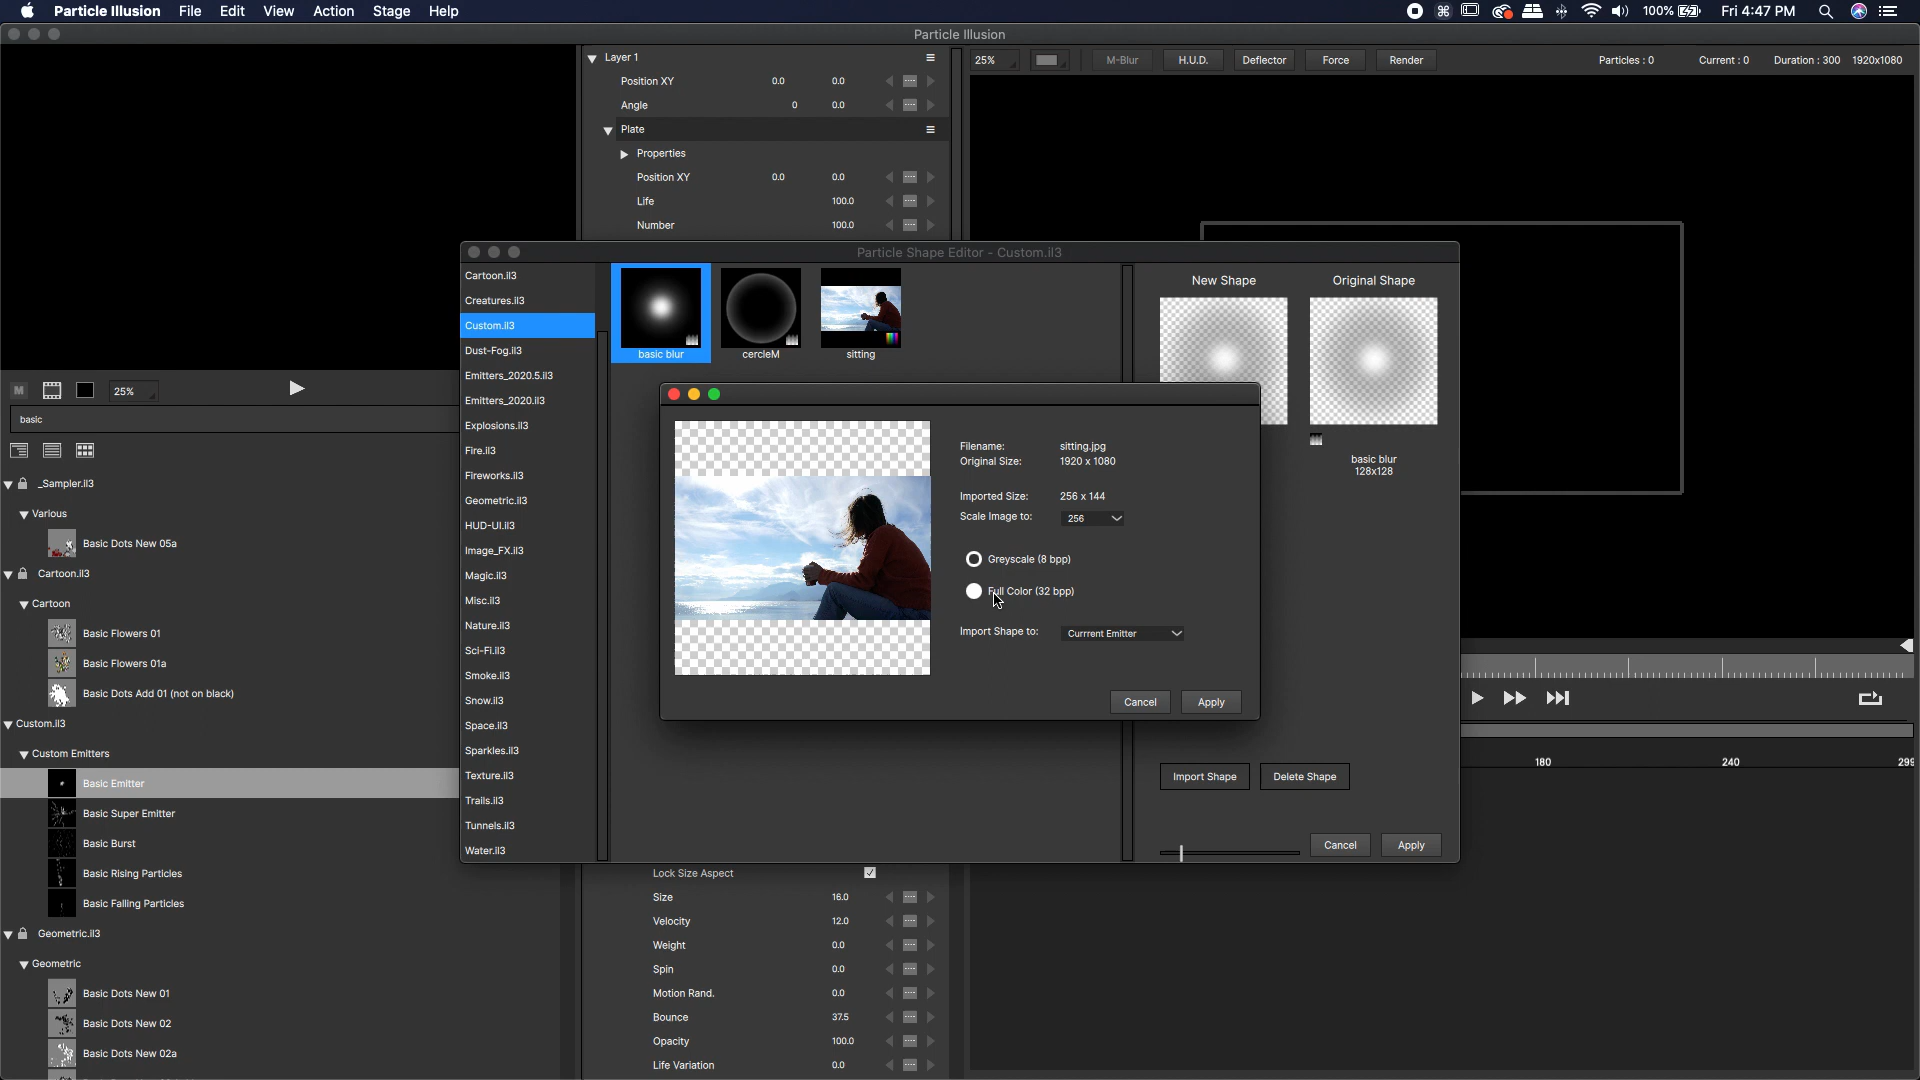 Particle Illusion File Edit View Action Stage Help
100% Fri 4:47 PM
Particle Illusion
Layer 1
Position XY 0.0 0.0
Angle 0 0.0
Plate
Properties
Position XY 0.0 0.0
Life 100.0
Number 100.0
25% M-Blur H.U.D. Deflector Force Render Particles : 0 Current : 0 Duration : 300 1920x1080
M 25%
basic
_Sampler.il3
Various
Basic Dots New 05a
Cartoon.il3
Cartoon
Basic Flowers 01
Basic Flowers 01a
Basic Dots Add 01 (not on black)
Custom.il3
Custom Emitters
Basic Emitter
Basic Super Emitter
Basic Burst
Basic Rising Particles
Basic Falling Particles
Geometric.il3
Geometric
Basic Dots New 01
Basic Dots New 02
Basic Dots New 02a
Particle Shape Editor - Custom.il3
Cartoon.il3
Creatures.il3
Custom.il3
Dust-Fog.il3
Emitters_2020.5.il3
Emitters_2020.il3
Explosions.il3
Fire.il3
Fireworks.il3
Geometric.il3
HUD-UI.il3
Image_FX.il3
Magic.il3
Misc.il3
Nature.il3
Sci-Fi.il3
Smoke.il3
Snow.il3
Space.il3
Sparkles.il3
Texture.il3
Trails.il3
Tunnels.il3
Water.il3
basic blur cercleM sitting
New Shape Original Shape
basic blur
128x128
Filename: sitting.jpg
Original Size: 1920 x 1080
Imported Size: 256 x 144
Scale Image to: 256
Greyscale (8 bpp)
Full Color (32 bpp)
Import Shape to: Currrent Emitter
Cancel Apply
Import Shape Delete Shape
Cancel Apply
180 240 299
Lock Size Aspect
Size 16.0
Velocity 12.0
Weight 0.0
Spin 0.0
Motion Rand. 0.0
Bounce 37.5
Opacity 100.0
Life Variation 0.0